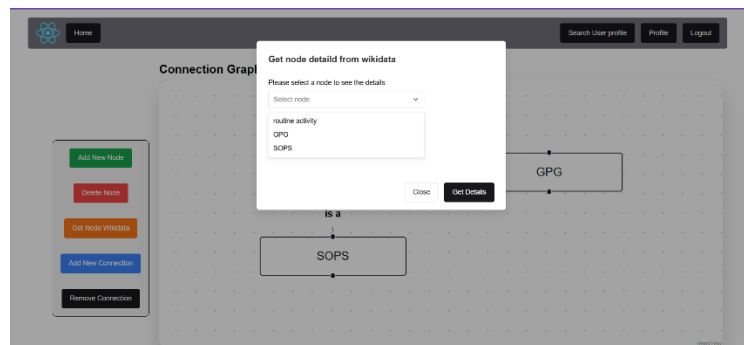 Home
Search User profile
Profile
Logout
Get node detaild from wikidata
Connection Grap
Please select a node to see the details
Select node
routine activity
GPG
SOPS
Add New Node
GPG
Delete Node
Close
Get Details
is a
Get Node Wikidata
SOPS
Add New Connection
Remove Connection